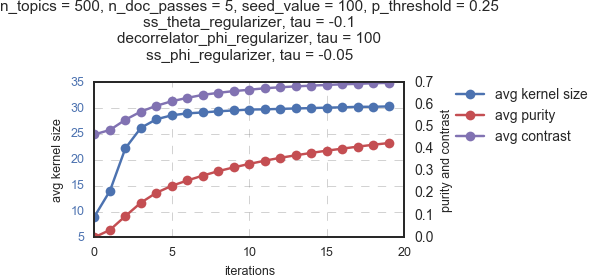 n_topics = 500, n_doc_passes = 5, seed_value = 100, p_threshold = 0.25
ss_theta_regularizer, tau = -0.1
decorrelator_phi_regularizer, tau = 100
ss_phi_regularizer, tau = -0.05
35
30
25
20
15
10
5
avg kernel size
0
5
10
15
20
iterations
0.7
0.6
0.5
0.4
0.3
0.2
0.1
0.0
purity and contrast
avg kernel size
avg purity
avg contrast